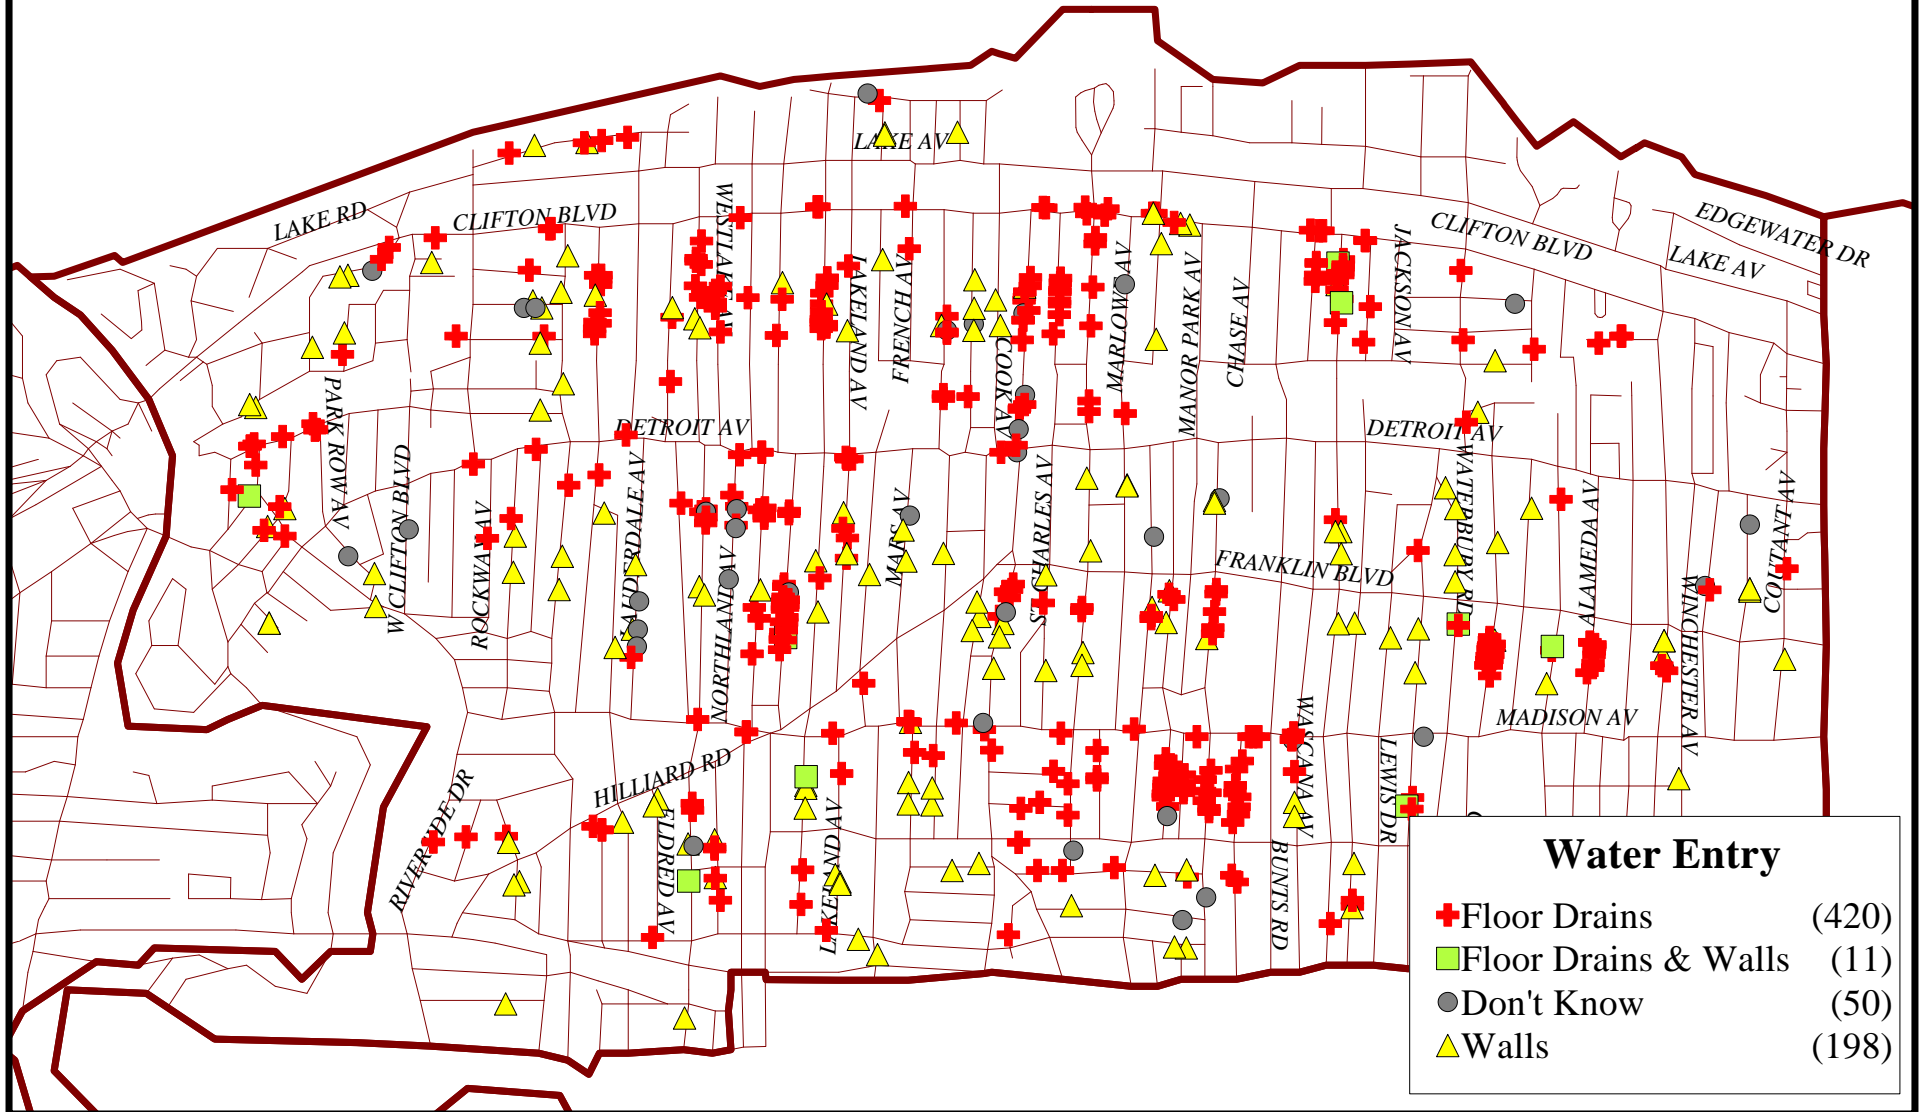 LAKE AV
LAKE RD
CLIFTON BLVD
WESTLAKE AV
LAKELAND AV
FRENCH AV
COOK AV
MARLOWE AV
MANOR PARK AV
CHASE AV
JACKSON AV
CLIFTON BLVD
EDGEWATER DR
LAKE AV
PARK ROW AV
W CLIFTON BLVD
DETROIT AV
DETROIT AV
ROCKWAY AV
LAUDERDALE AV
NORTHLAND AV
MARS AV
ST CHARLES AV
FRANKLIN BLVD
WATERBURY RD
ALAMEDA AV
WINCHESTER AV
COUTANT AV
MADISON AV
HILLIARD RD
RIVERSIDE DR
ELDRED AV
LAKELAND AV
WASCANA AV
BUNTS RD
LEWIS DR
Water Entry
Floor Drains (420)
Floor Drains & Walls (11)
Don't Know (50)
Walls (198)